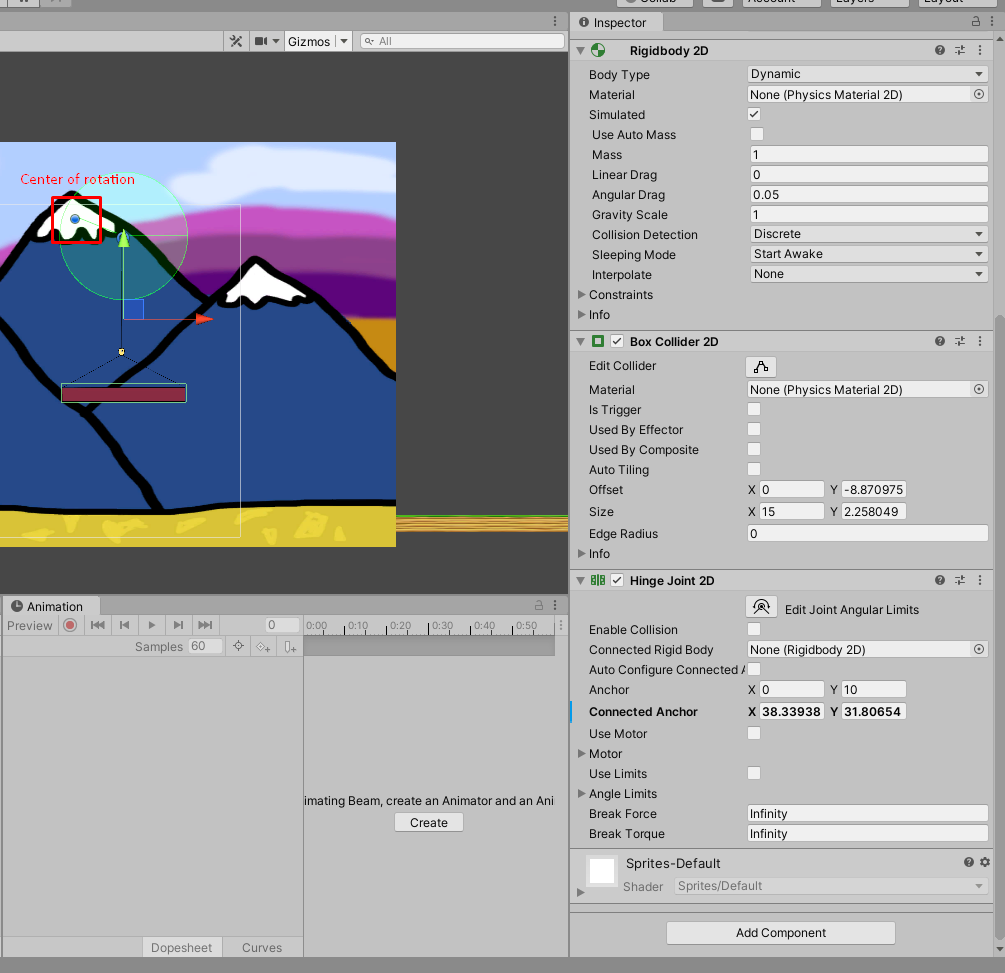 Collab
Account
Layers
Layout
Gizmos
All
Center of rotation
Inspector
Rigidbody 2D
Body Type Dynamic
Material None (Physics Material 2D)
Simulated
Use Auto Mass
Mass 1
Linear Drag 0
Angular Drag 0.05
Gravity Scale 1
Collision Detection Discrete
Sleeping Mode Start Awake
Interpolate None
Constraints
Info
Box Collider 2D
Edit Collider
Material None (Physics Material 2D)
Is Trigger
Used By Effector
Used By Composite
Auto Tiling
Offset X 0 Y -8.870975
Size X 15 Y 2.258049
Edge Radius 0
Info
Hinge Joint 2D
Edit Joint Angular Limits
Enable Collision
Connected Rigid Body None (Rigidbody 2D)
Auto Configure Connected A
Anchor X 0 Y 10
Connected Anchor X 38.33938 Y 31.80654
Use Motor
Motor
Use Limits
Angle Limits
Break Force Infinity
Break Torque Infinity
Sprites-Default
Shader Sprites/Default
Add Component
Animation
Preview 0 0:00 0:10 0:20 0:30 0:40 0:50
Samples 60
imating Beam, create an Animator and an Ani
Create
Dopesheet Curves